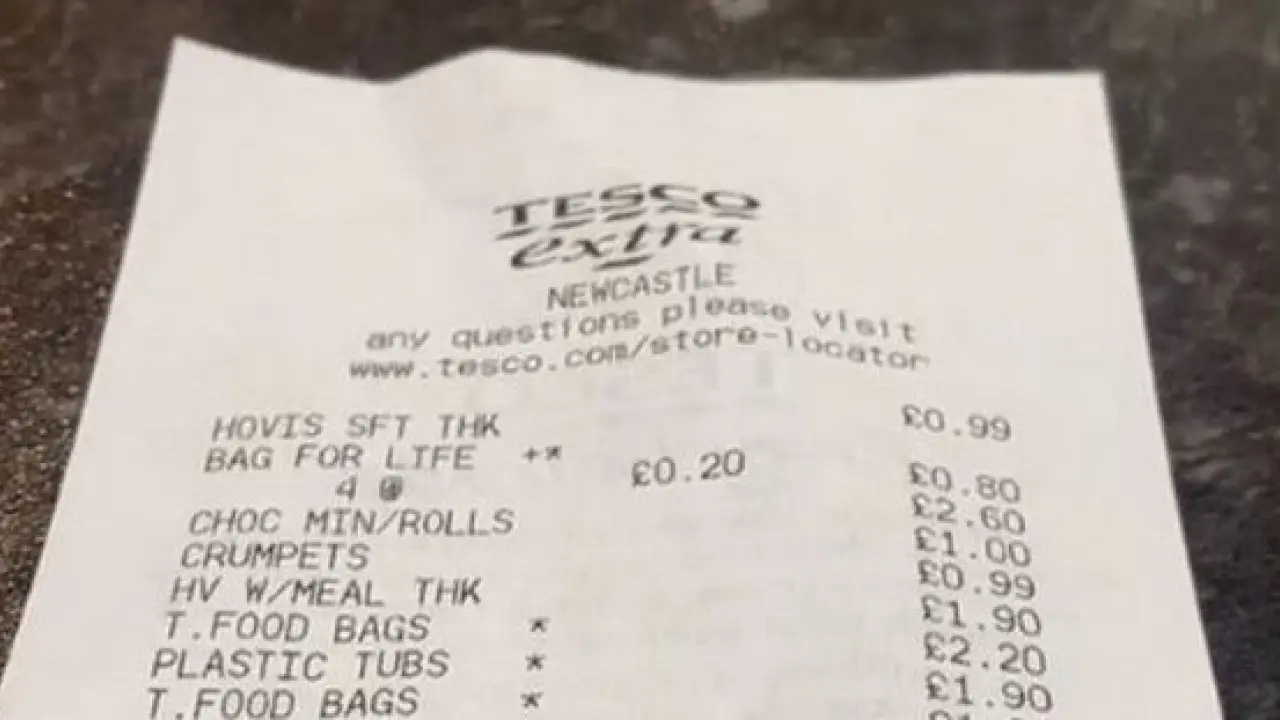 TESCO
extra
NEWCASTLE
any questions please visit
www.tesco.com/store-locator
HOVIS SFT THK £0.99
BAG FOR LIFE +*
4 @ £0.20 £0.80
CHOC MIN/ROLLS £2.60
CRUMPETS £1.00
HV W/MEAL THK £0.99
T.FOOD BAGS * £1.90
PLASTIC TUBS * £2.20
T.FOOD BAGS * £1.90